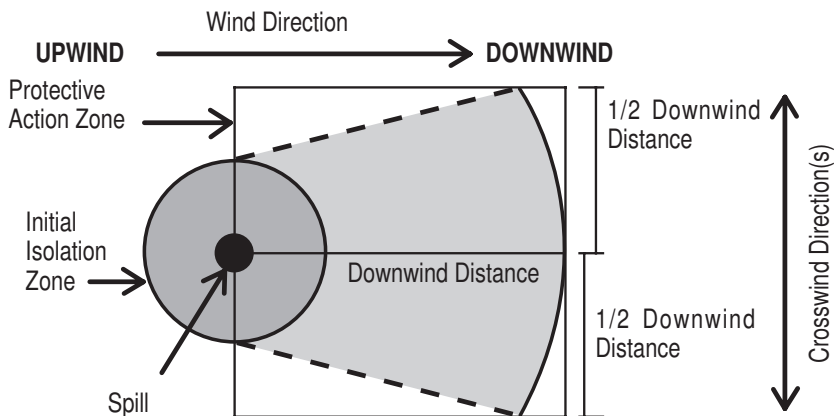 Wind Direction
UPWIND
DOWNWIND
Protective
Action Zone
1/2 Downwind
Distance
Crosswind Direction(s)
Initial
Isolation
Zone
Downwind Distance
1/2 Downwind
Distance
Spill